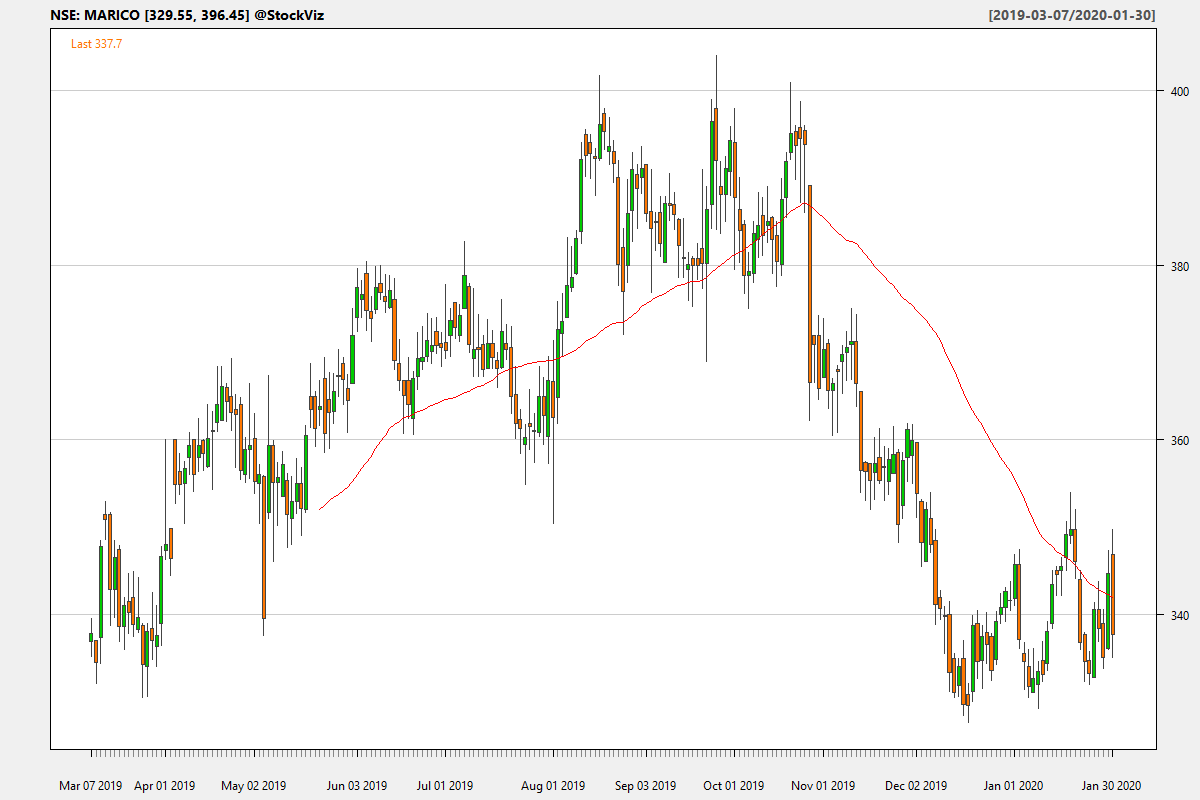 NSE: MARICO [329.55, 396.45] @StockViz
[2019-03-07/2020-01-30]
Last 337.7
400
380
360
340
Mar 07 2019 Apr 01 2019 May 02 2019 Jun 03 2019 Jul 01 2019 Aug 01 2019 Sep 03 2019 Oct 01 2019 Nov 01 2019 Dec 02 2019 Jan 01 2020 Jan 30 2020